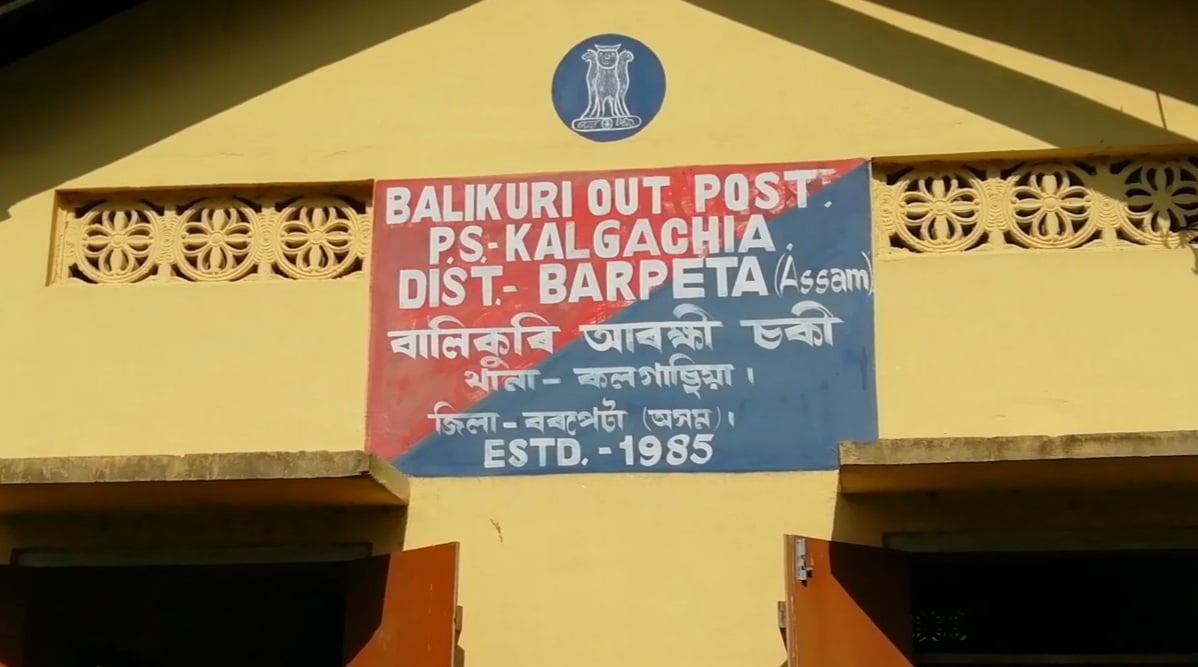 BALIKURI OUT POST.
P.S.-KALGACHIA.
DIST.- BARPETA (Assam)
বালিকুৰি আৰক্ষী চকী
থানা - কলগাছিয়া।
জিলা - বৰপেটা (অসম)।
ESTD. - 1985